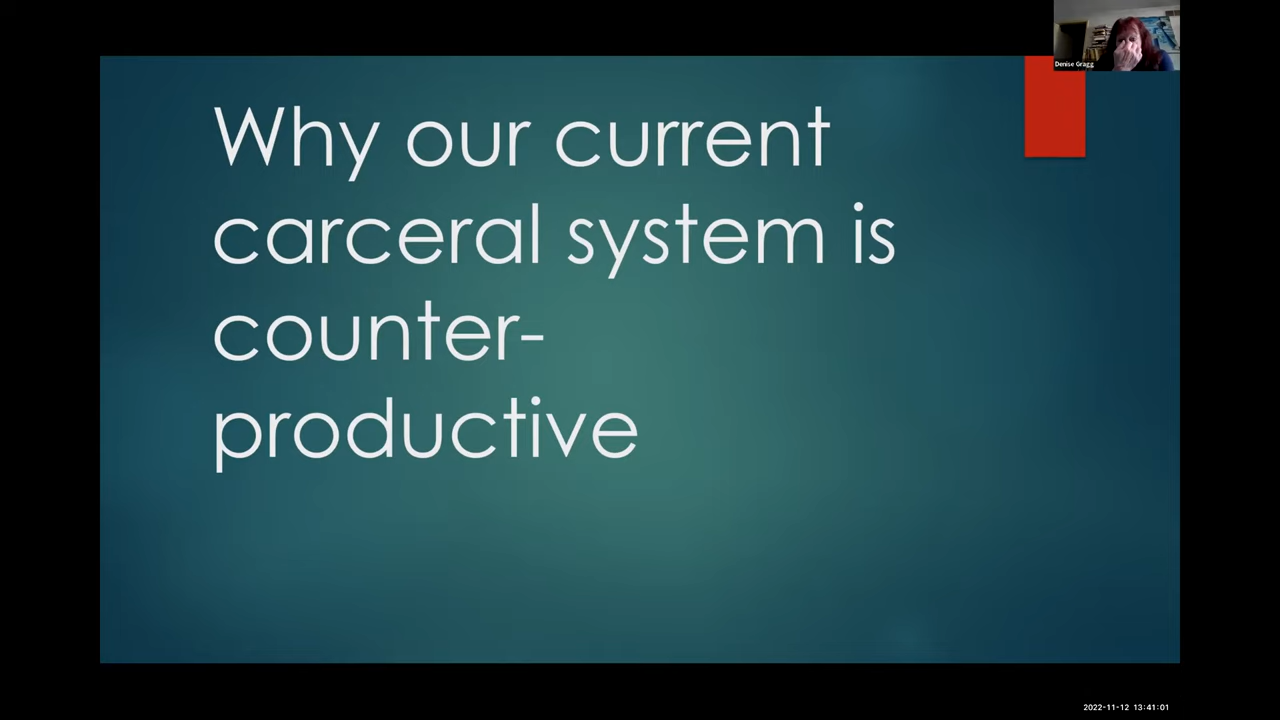 Denise Gragg
Why our current
carceral system is
counter-
productive
2022-11-12 13:41:01